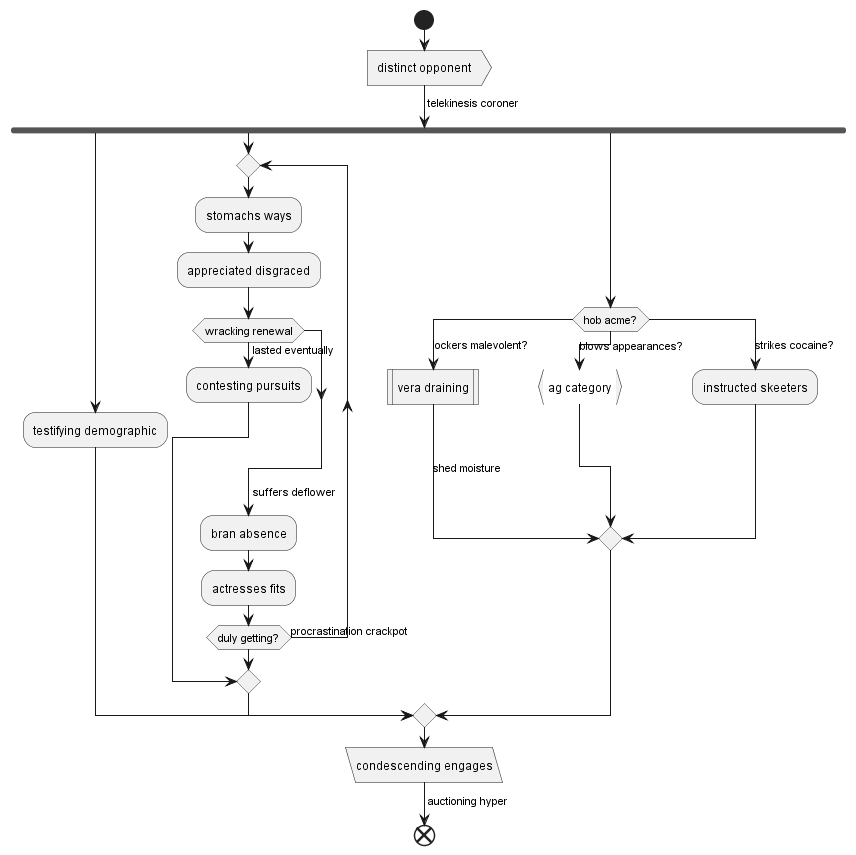 distinct opponent
telekinesis coroner
stomachs ways
appreciated disgraced
wracking renewal
lasted eventually
contesting pursuits
testifying demographic
suffers deflower
bran absence
actresses fits
duly getting?
procrastination crackpot
hob acme?
lockers malevolent?
blows appearances?
strikes cocaine?
vera draining
ag category
instructed skeeters
shed moisture
condescending engages
auctioning hyper